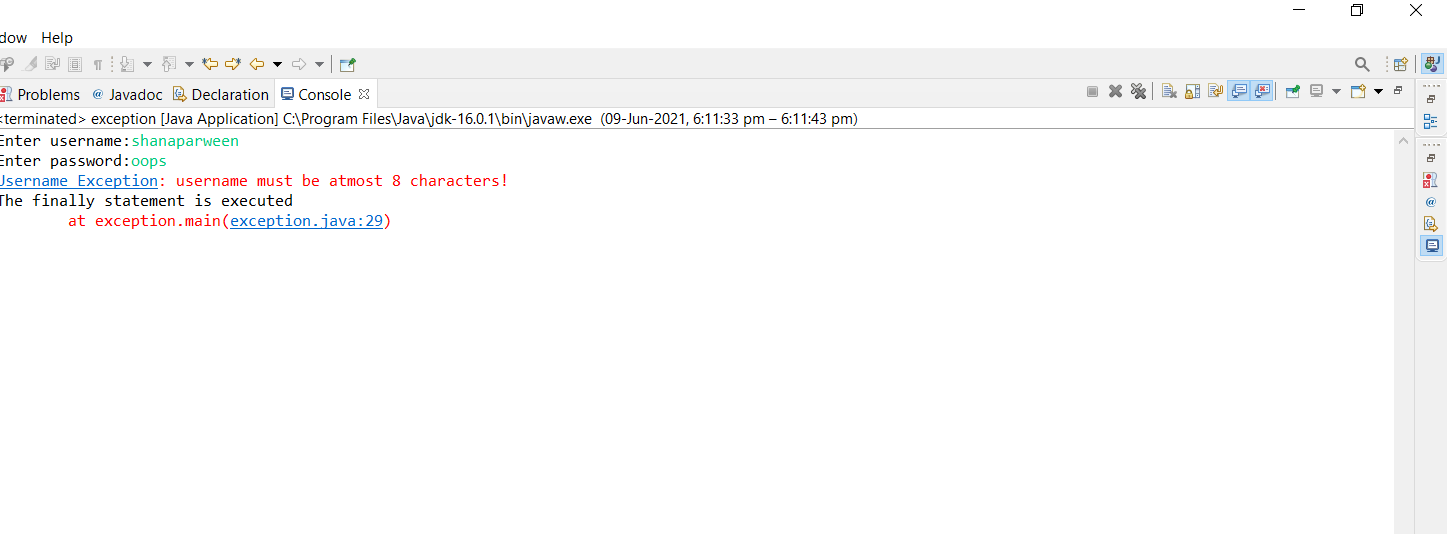 dow Help
Problems @ Javadoc Declaration Console
<terminated> exception [Java Application] C:\Program Files\Java\jdk-16.0.1\bin\javaw.exe (09-Jun-2021, 6:11:33 pm – 6:11:43 pm)
Enter username:shanaparween
Enter password:oops
Username Exception: username must be atmost 8 characters!
The finally statement is executed
at exception.main(exception.java:29)